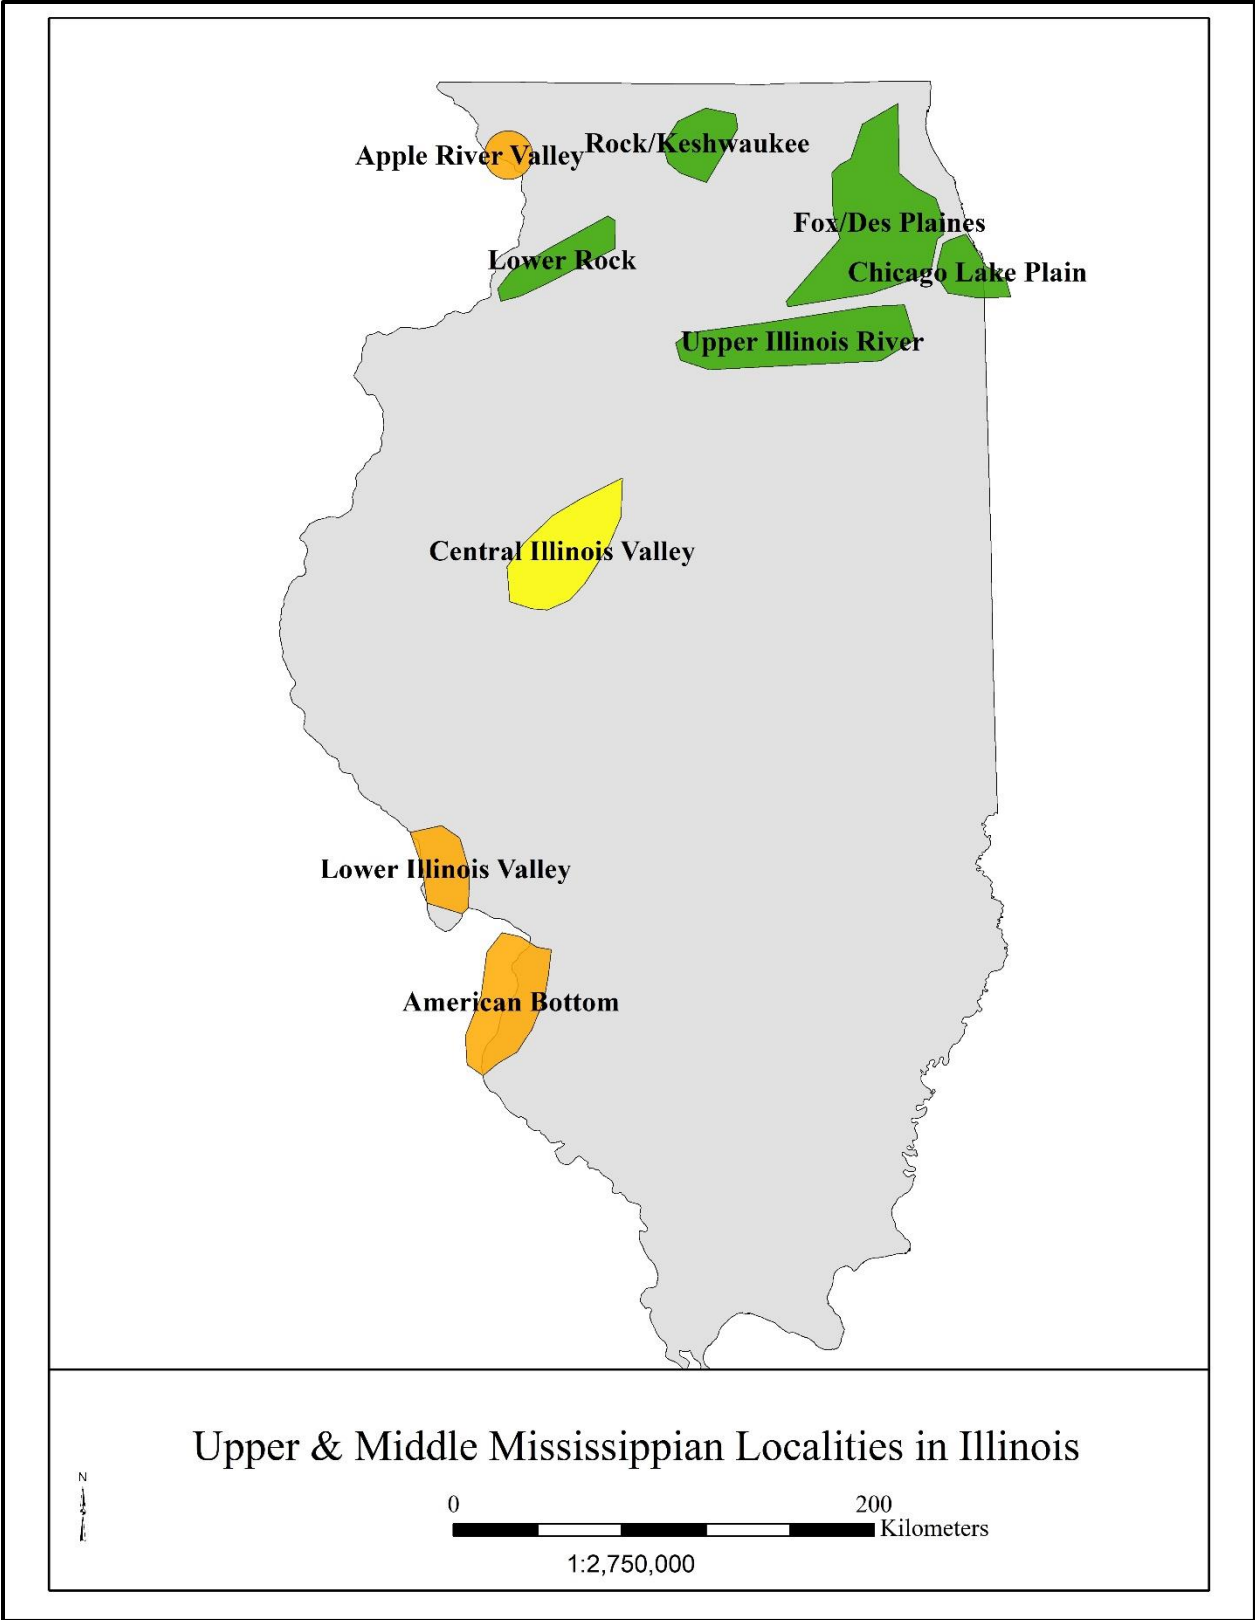 Apple River Valley
Rock/Keshwaukee
Fox/Des Plaines
Lower Rock
Chicago Lake Plain
Upper Illinois River
Central Illinois Valley
Lower Illinois Valley
American Bottom
Upper & Middle Mississippian Localities in Illinois
N
0 200
Kilometers
1:2,750,000